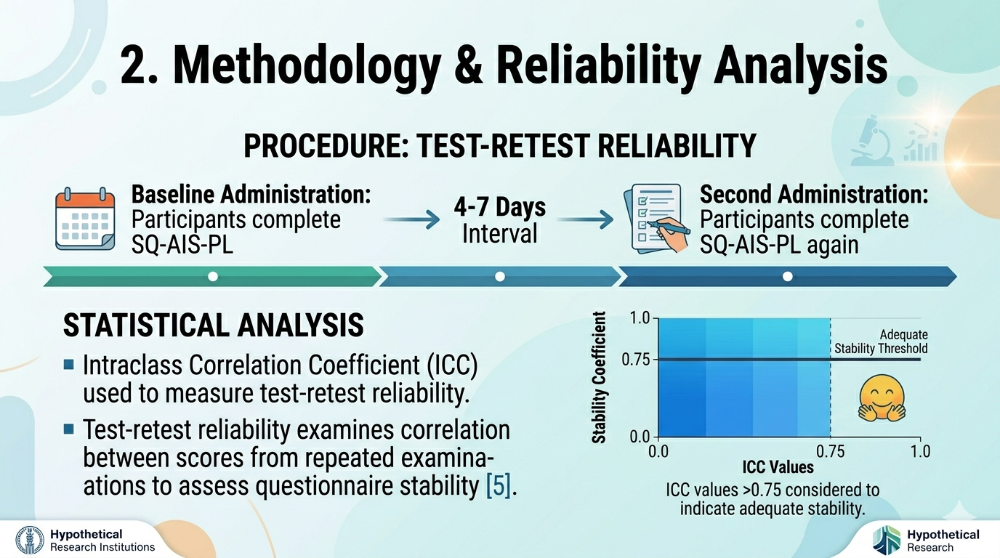 2. Methodology & Reliability Analysis
PROCEDURE: TEST-RETEST RELIABILITY
Baseline Administration:
Participants complete
SQ-AIS-PL
4-7 Days
Interval
Second Administration:
Participants complete
SQ-AIS-PL again
STATISTICAL ANALYSIS
Intraclass Correlation Coefficient (ICC)
used to measure test-retest reliability.
Test-retest reliability examines correlation
between scores from repeated examina-
ations to assess questionnaire stability [5].
Stability Coefficient
1.0
0.75
0.0
Adequate
Stability Threshold
0.0 0.75 1.0
ICC Values
ICC values >0.75 considered to
indicate adequate stability.
Hypothetical
Research Institutions
Hypothetical
Research